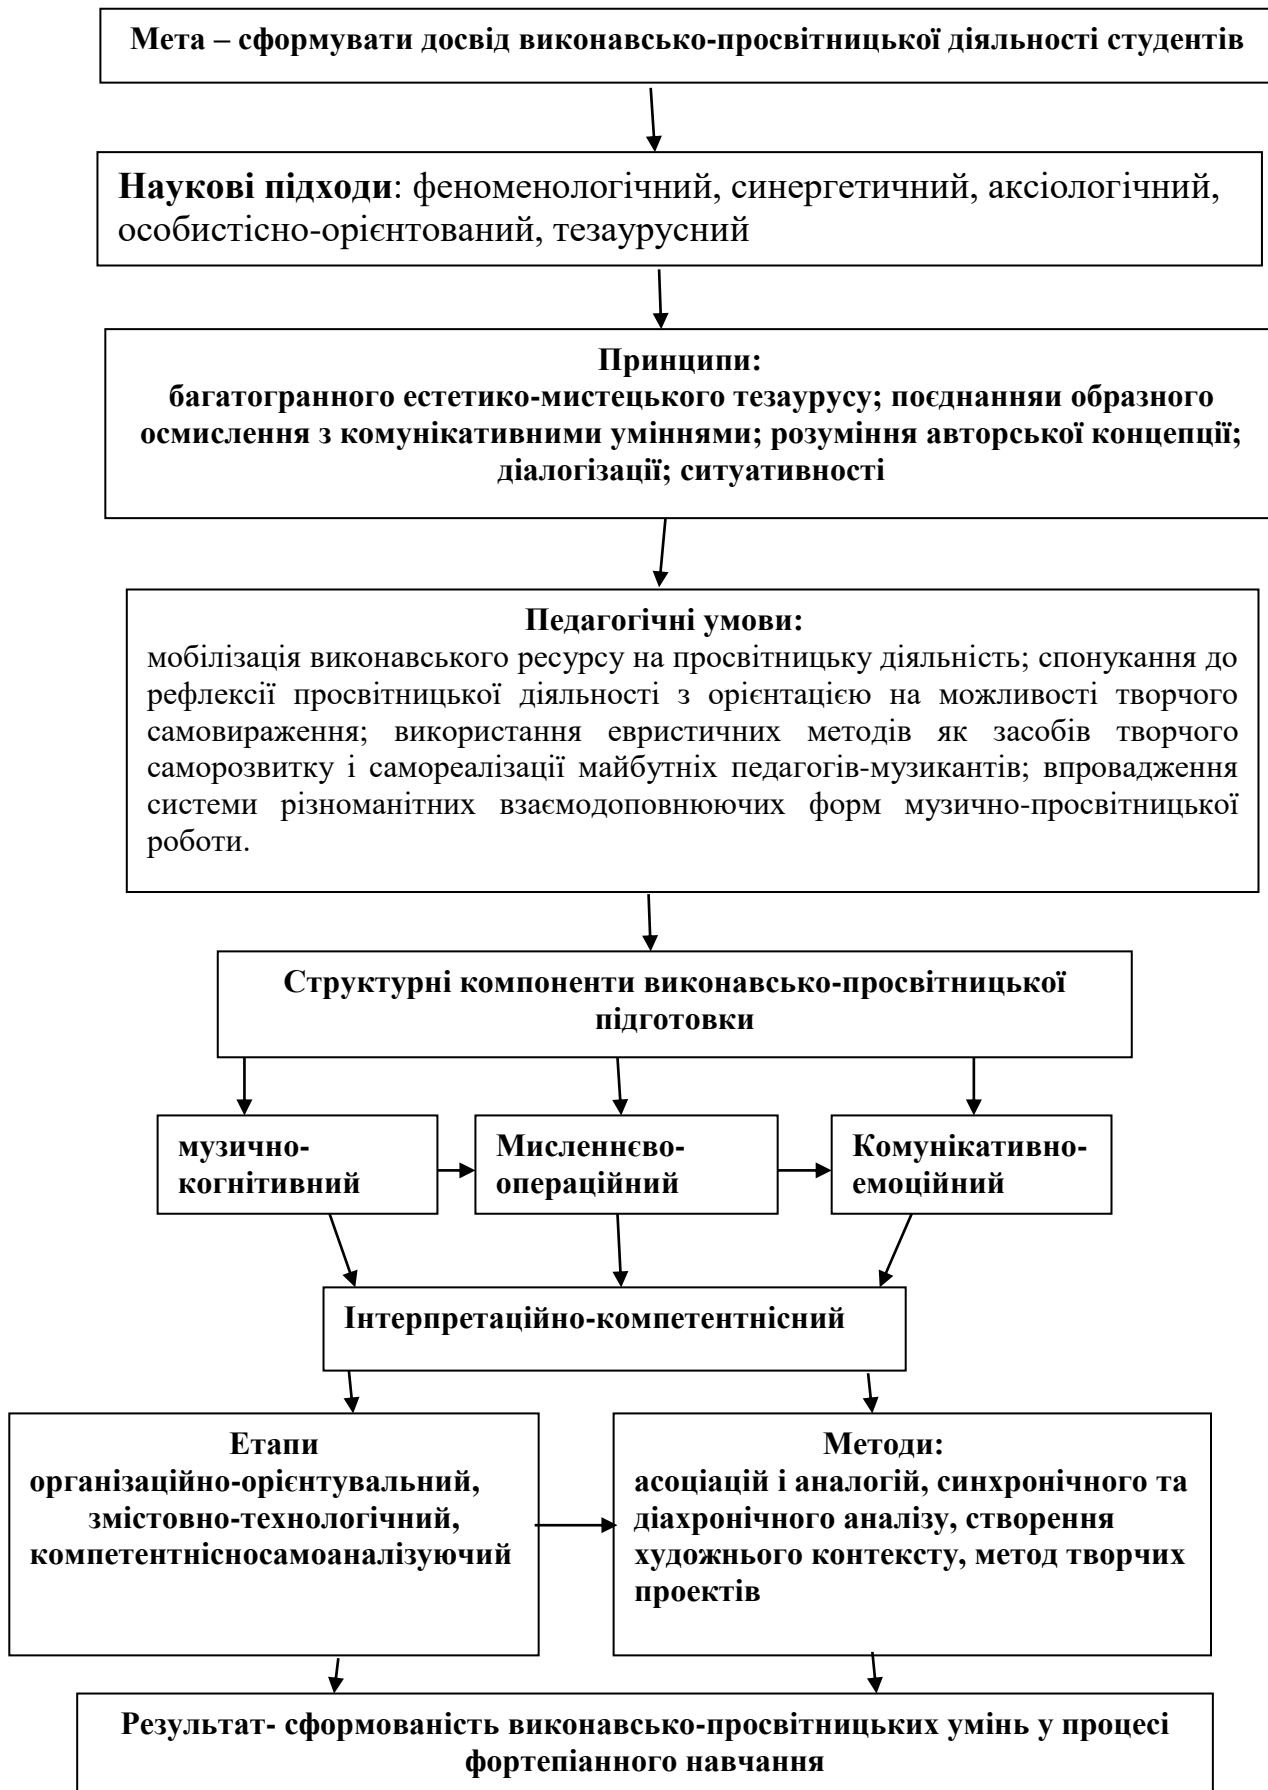 Мета – сформувати досвід виконавсько-просвітницької діяльності студентів
Наукові підходи: феноменологічний, синергетичний, аксіологічний,
особистісно-орієнтований, тезаурусний
Принципи:
багатогранного естетико-мистецького тезаурусу; поєднанняи образного
осмислення з комунікативними уміннями; розуміння авторської концепції;
діалогізації; ситуативності
Педагогічні умови:
мобілізація виконавського ресурсу на просвітницьку діяльність; спонукання до
рефлексії просвітницької діяльності з орієнтацією на можливості творчого
самовираження; використання евристичних методів як засобів творчого
саморозвитку і самореалізації майбутніх педагогів-музикантів; впровадження
системи різноманітних взаємодоповнюючих форм музично-просвітницької
роботи.
Структурні компоненти виконавсько-просвітницької
підготовки
музично-
когнітивний
Мисленнєво-
операційний
Комунікативно-
емоційний
Інтерпретаційно-компетентнісний
Етапи
організаційно-орієнтувальний,
змістовно-технологічний,
компетентнісносамоаналізуючий
Методи:
асоціацій і аналогій, синхронічного та
діахронічного аналізу, створення
художнього контексту, метод творчих
проектів
Результат- сформованість виконавсько-просвітницьких умінь у процесі
фортепіанного навчання